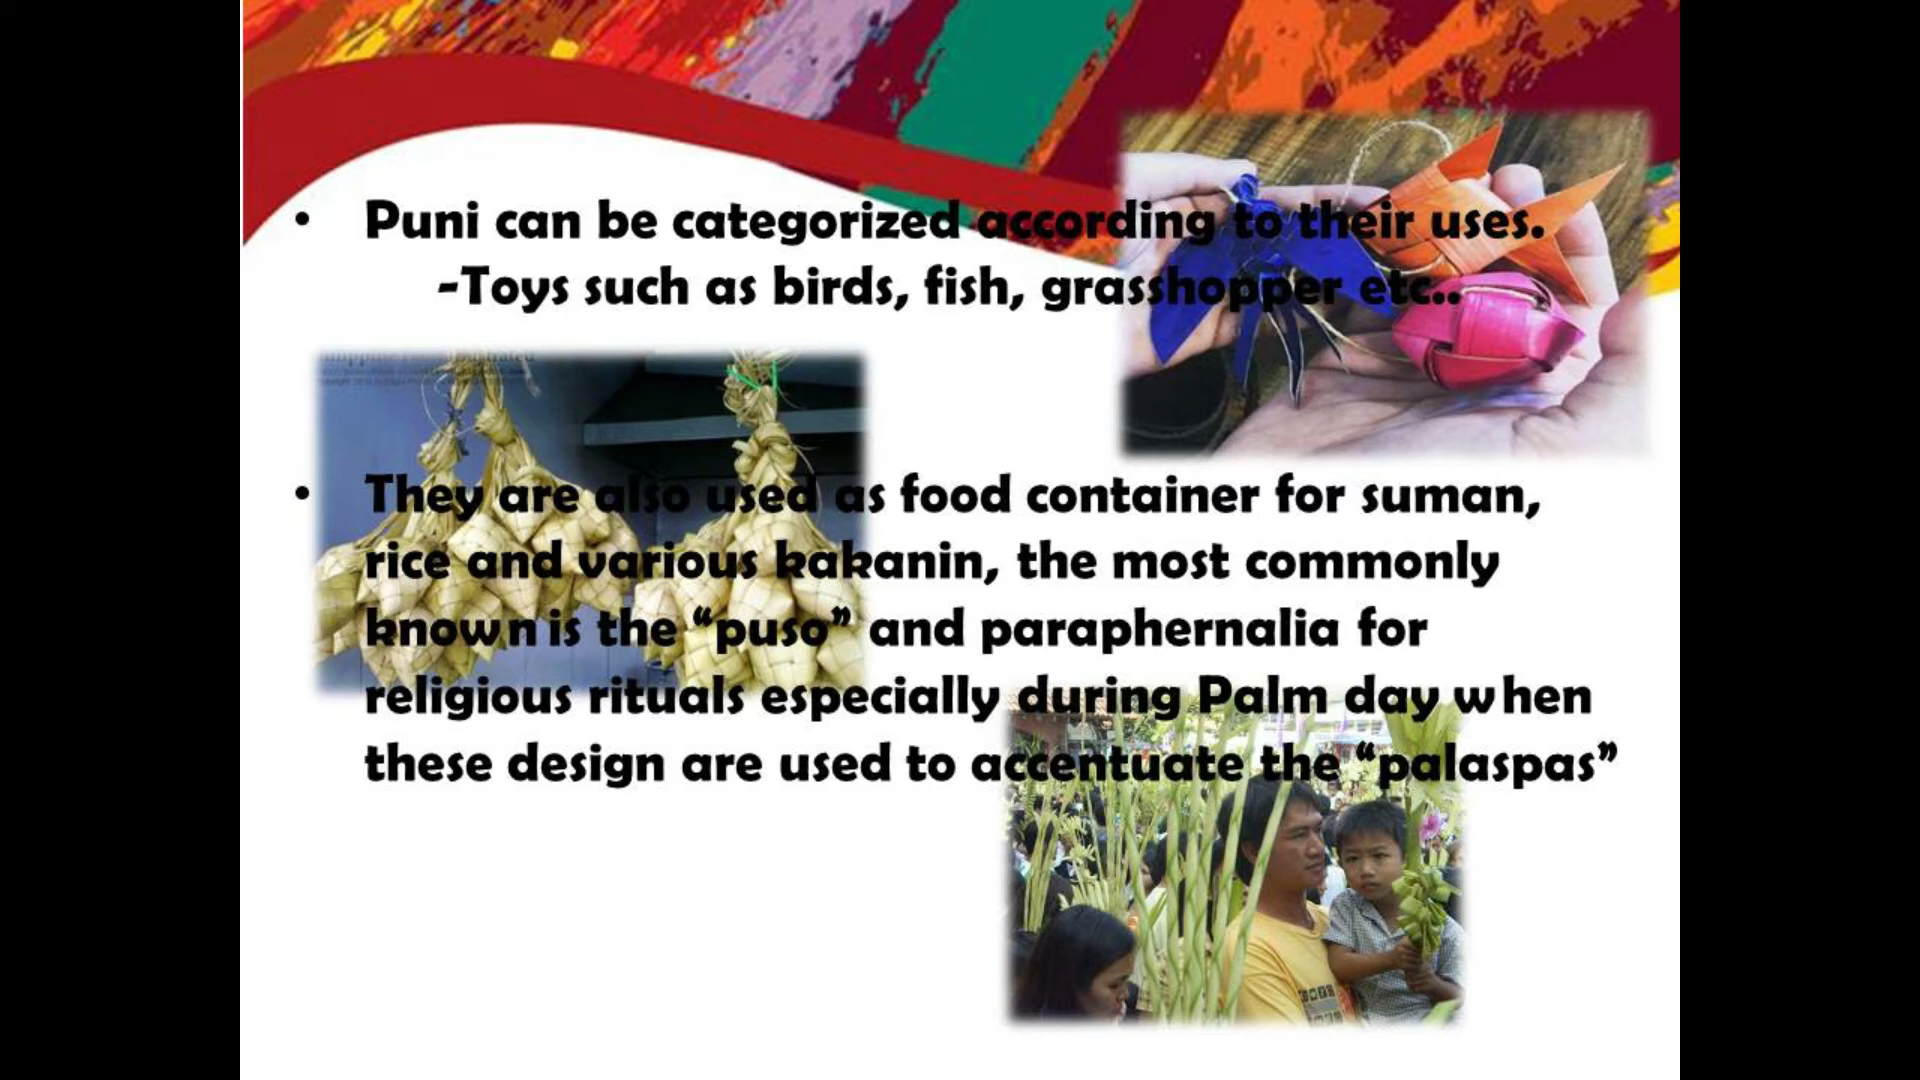 • Puni can be categorized according to their uses.
-Toys such as birds, fish, grasshopper etc..
• They are also used as food container for suman,
rice and various kakanin, the most commonly
known is the “puso” and paraphernalia for
religious rituals especially during Palm day when
these design are used to accentuate the “palaspas”